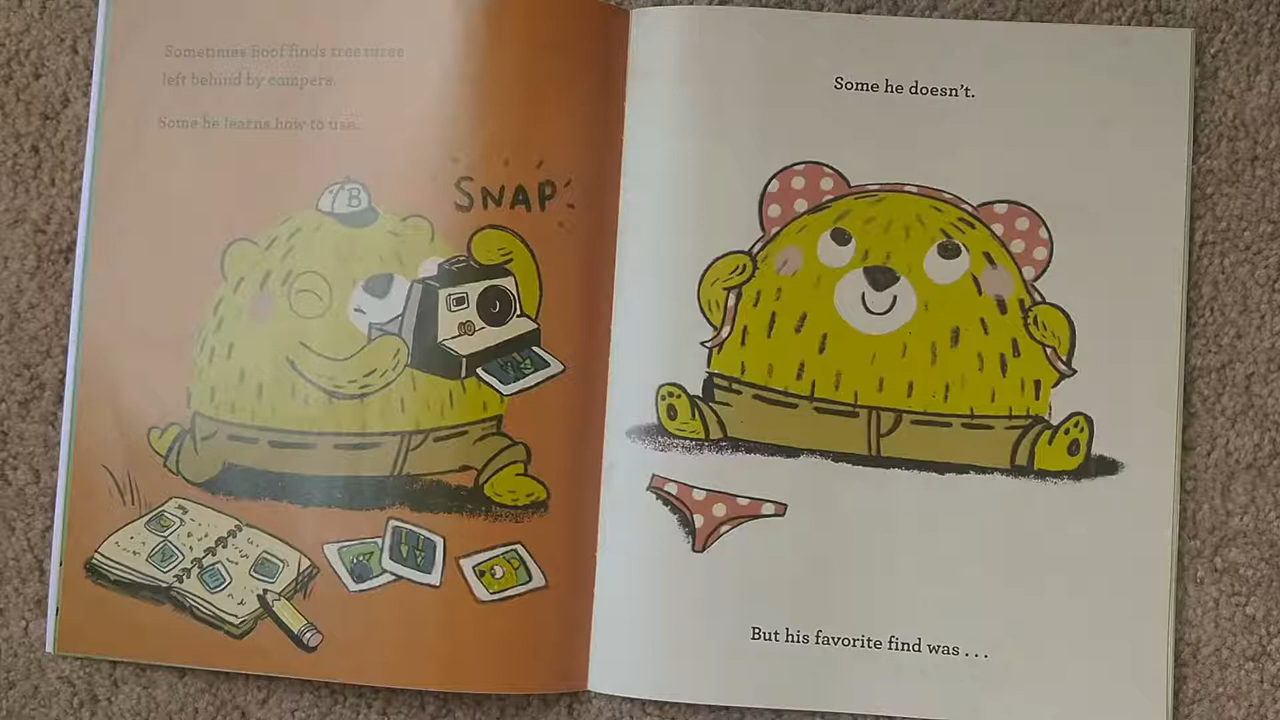 Sometimes Boof finds treasures
left behind by campers.
Some he learns how to use.
SNAP
B
Some he doesn't.
But his favorite find was . . .